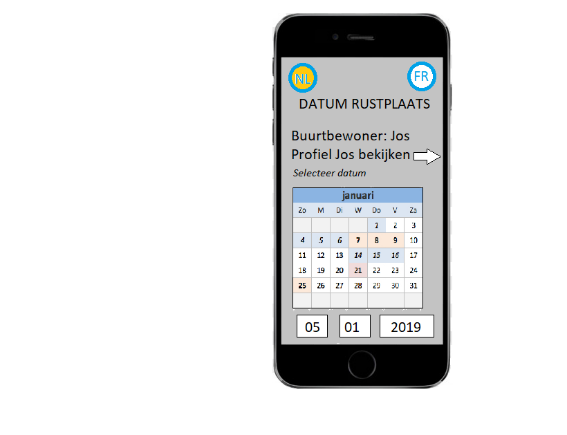 NL FR
DATUM RUSTPLAATS
Buurtbewoner: Jos
Profiel Jos bekijken
Selecteer datum
januari
Zo M Di W Do V Za
1 2 3
4 5 6 7 8 9 10
11 12 13 14 15 16 17
18 19 20 21 22 23 24
25 26 27 28 29 30 31
05 01 2019